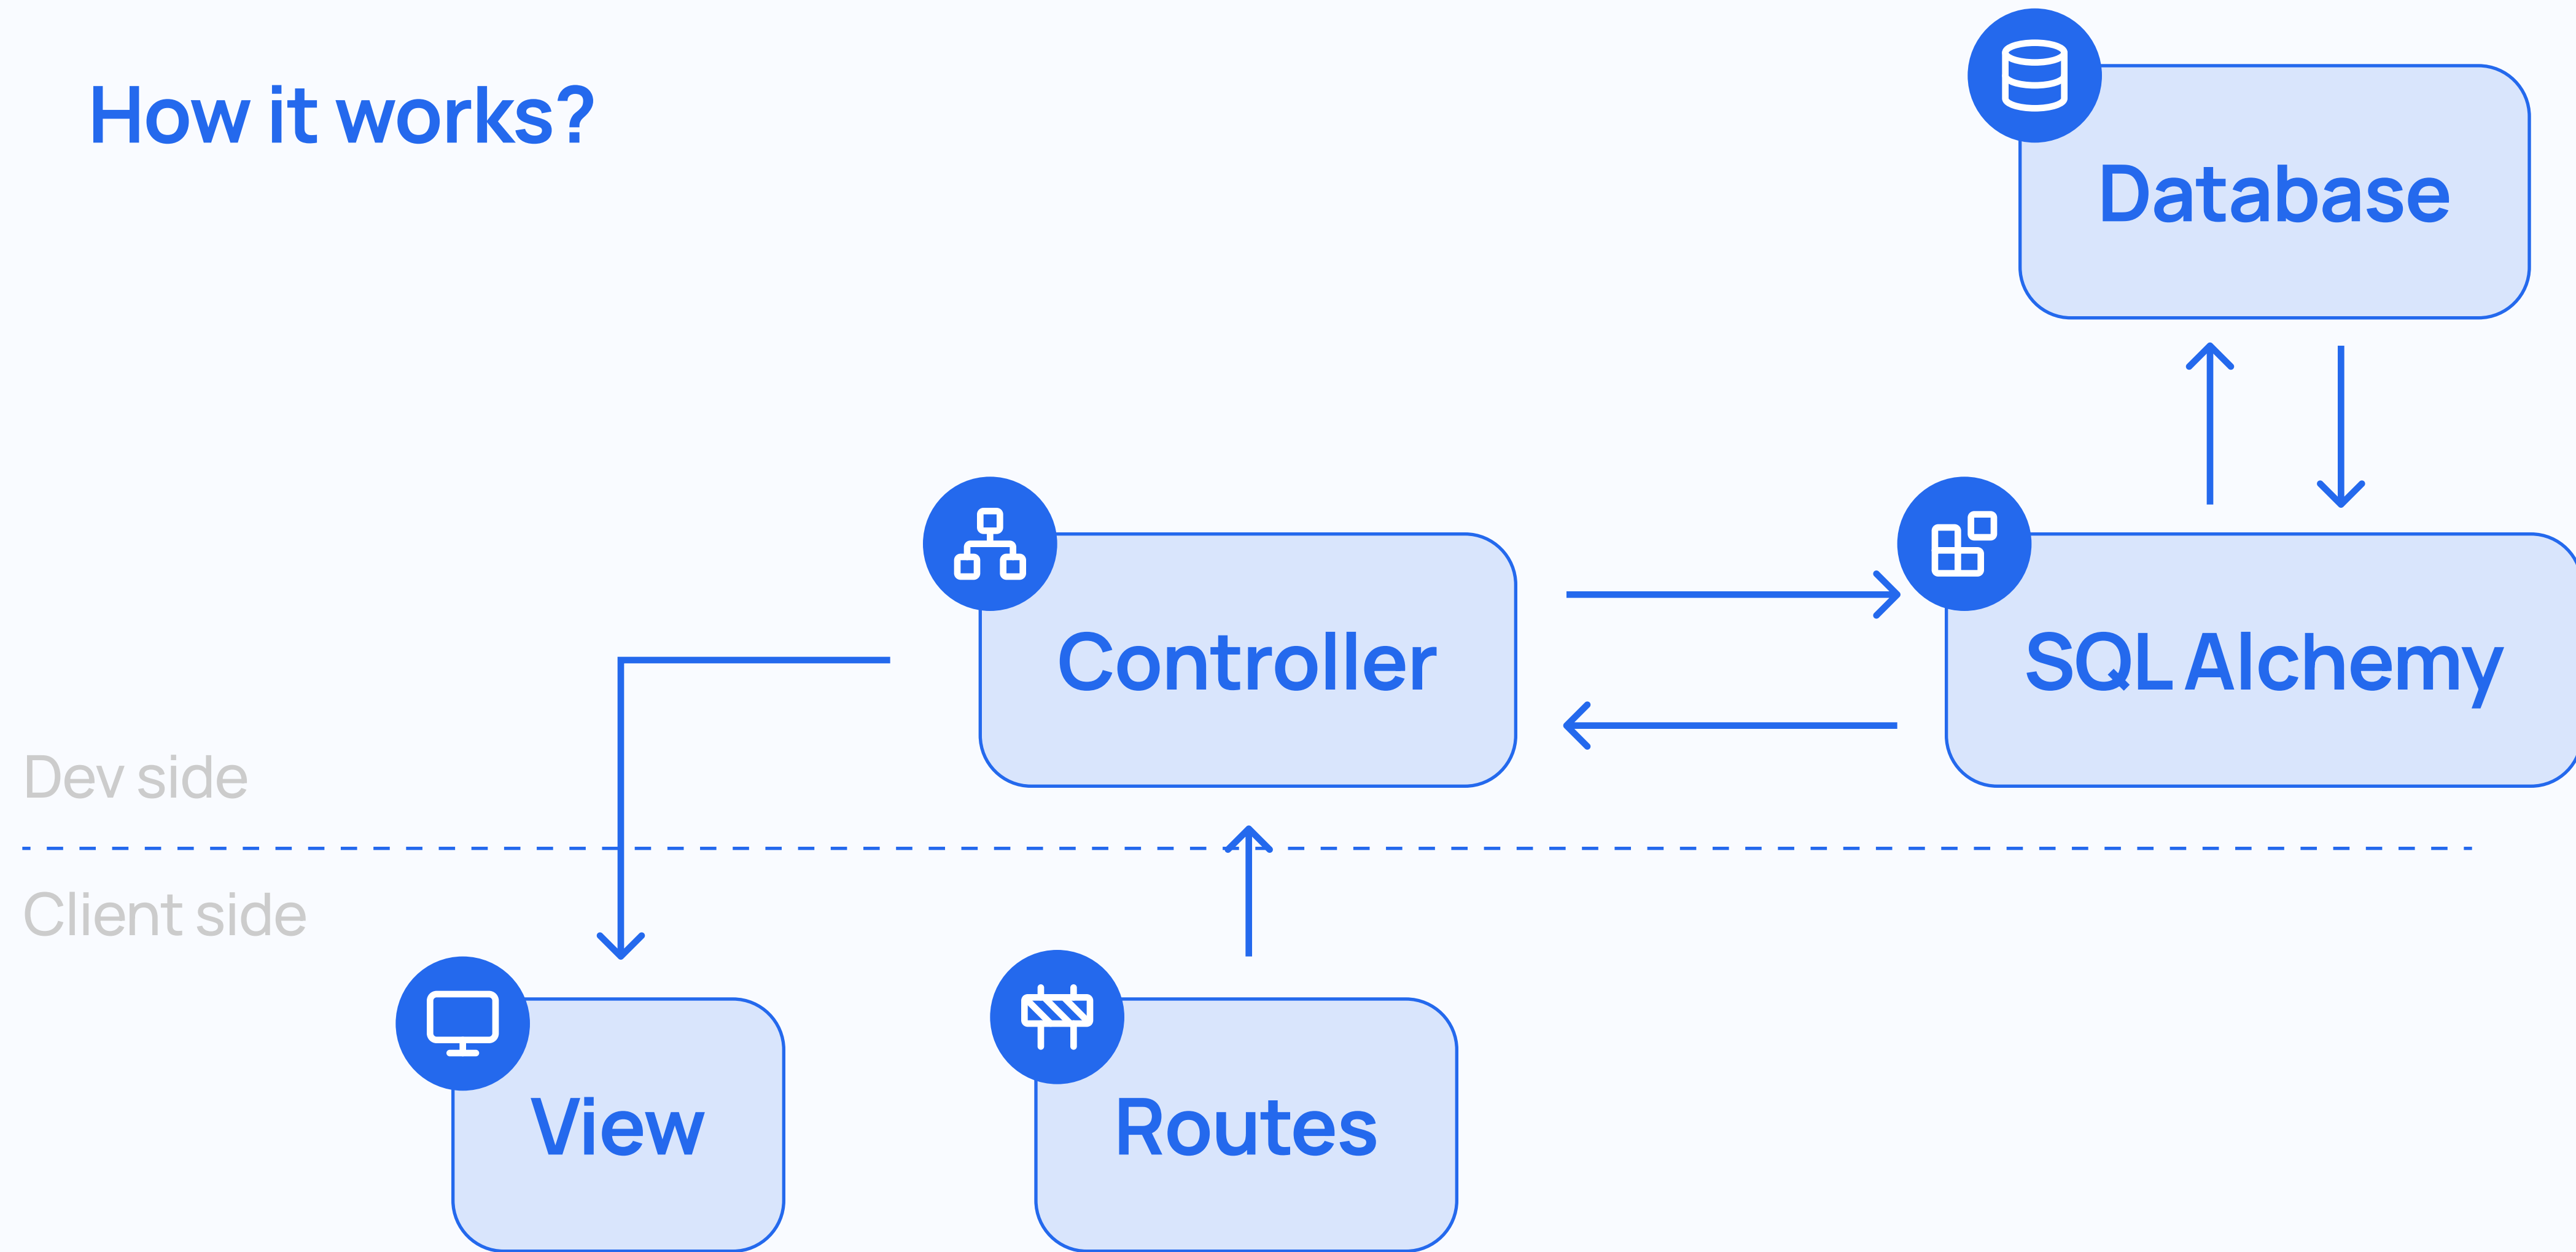 How it works?
Database
Controller
SQL Alchemy
Dev side
Client side
View
Routes